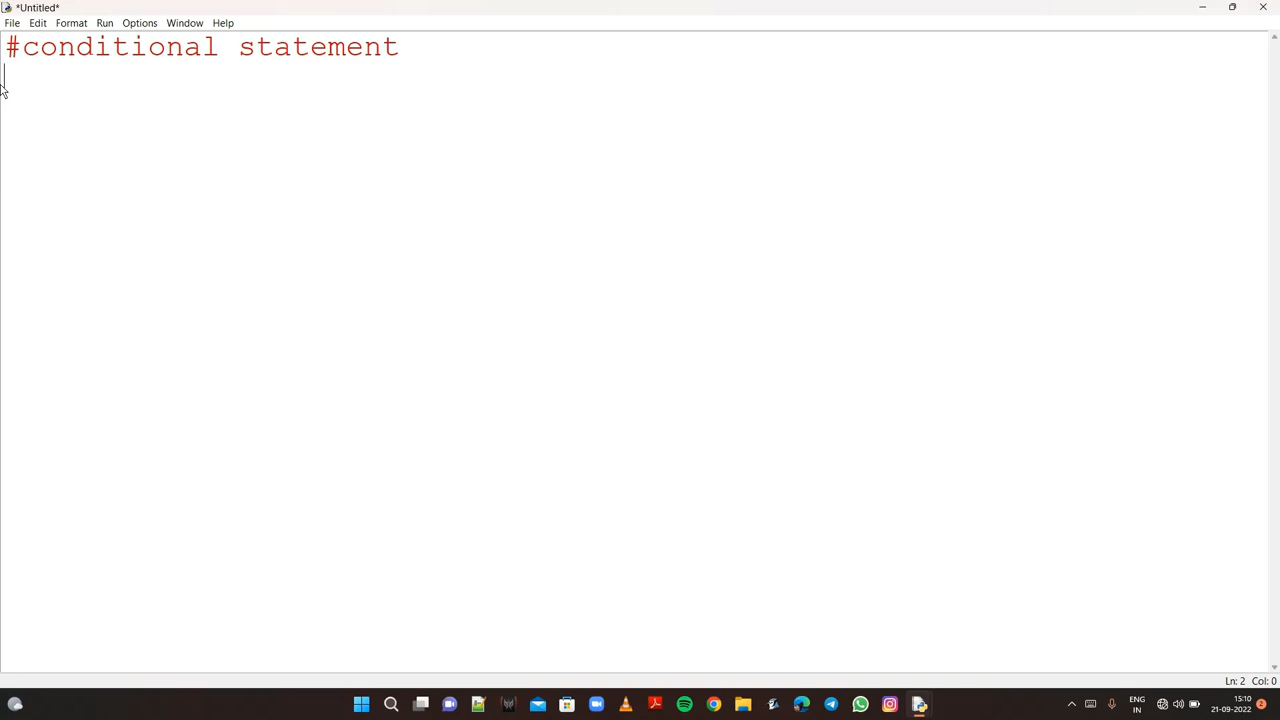 *Untitled*
File Edit Format Run Options Window Help
#conditional statement
Ln: 2 Col: 0
ENG
IN
15:10
21-09-2022
2